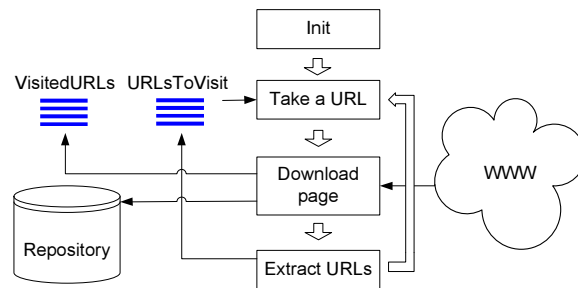 Init
VisitedURLs
URLsToVisit
Take a URL
Download
page
WWW
Repository
Extract URLs